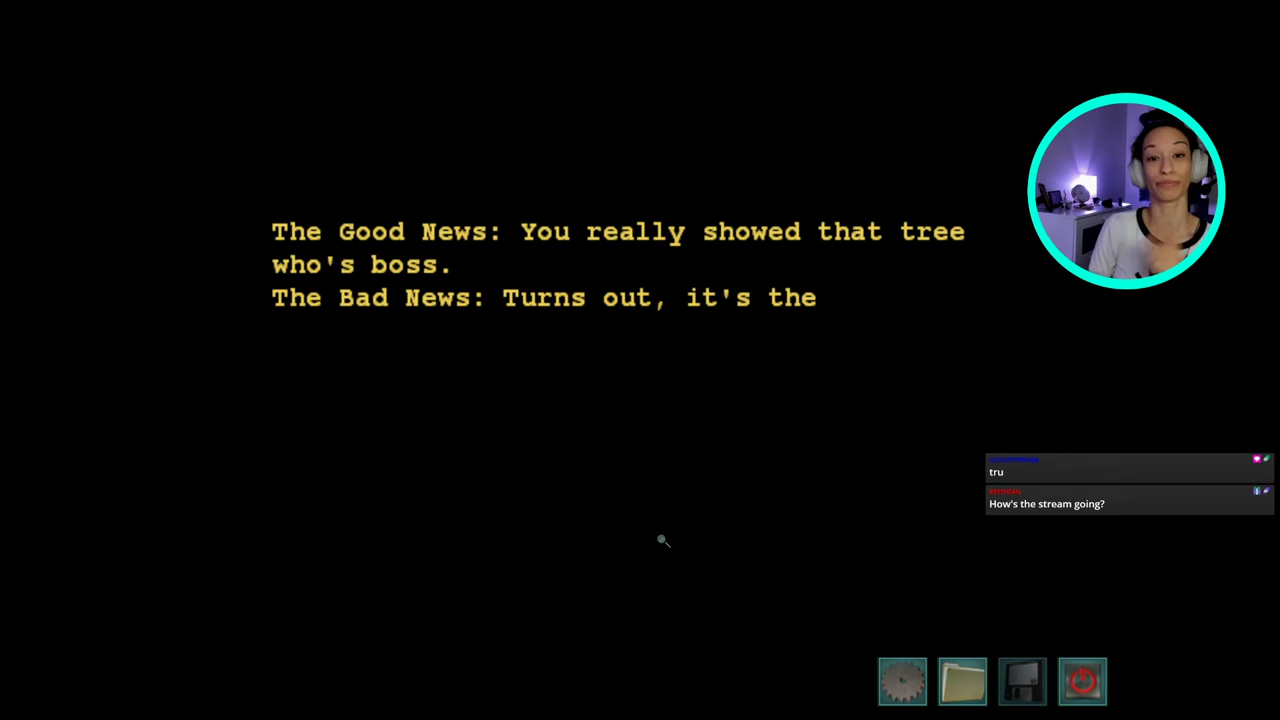 The Good News: You really showed that tree
who's boss.
The Bad News: Turns out, it's the
tru
How's the stream going?